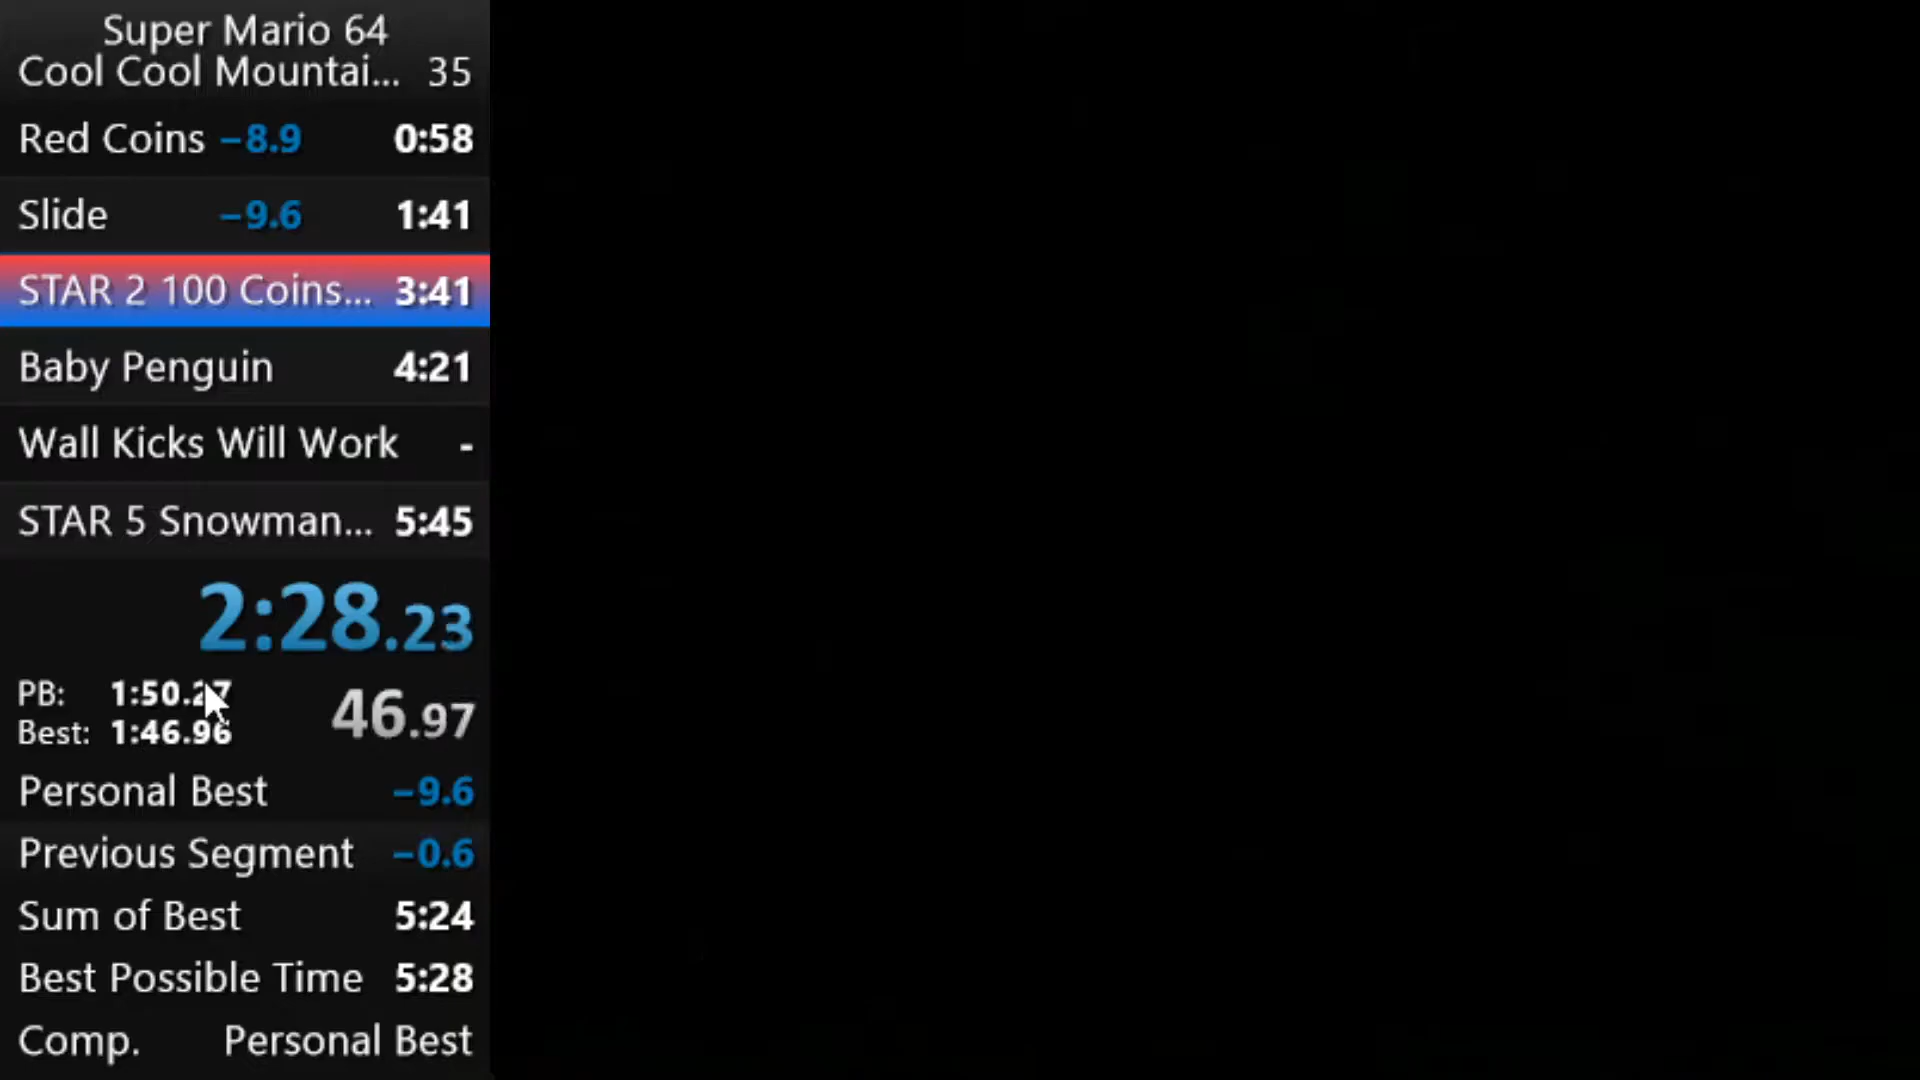 Super Mario 64
Cool Cool Mountai... 35
Red Coins −8.9 0:58
Slide −9.6 1:41
STAR 2 100 Coins... 3:41
Baby Penguin 4:21
Wall Kicks Will Work -
STAR 5 Snowman... 5:45
2:28.23
PB: 1:50.27
Best: 1:46.96
46.97
Personal Best −9.6
Previous Segment −0.6
Sum of Best 5:24
Best Possible Time 5:28
Comp. Personal Best